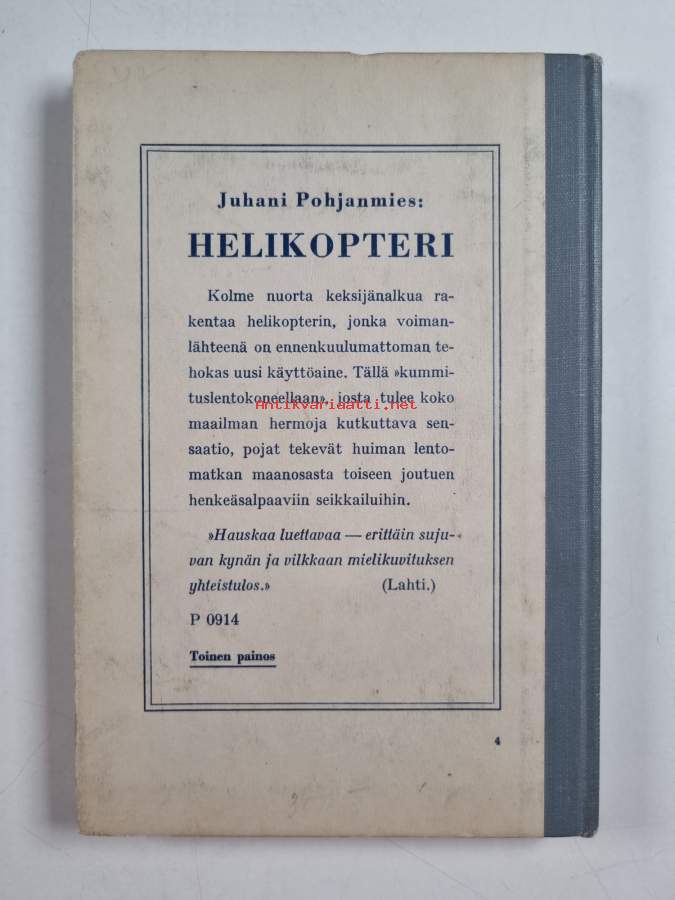 Juhani Pohjanmies:
HELIKOPTERI
Kolme nuorta keksijänalkua ra-
kentaa helikopterin, jonka voiman-
lähteenä on ennenkuulumattoman te-
hokas uusi käyttöaine. Tällä »kummi-
tuslentokoneellaan», josta tulee koko
Antikvariaatti.net
maailman hermoja kutkuttava sen-
saatio, pojat tekevät huiman lento-
matkan maanosasta toiseen joutuen
henkeäsalpaaviin seikkailuihin.
»Hauskaa luettavaa — erittäin suju-
van kynän ja vilkkaan mielikuvituksen
yhteistulos.» (Lahti.)
P 0914
Toinen painos
4